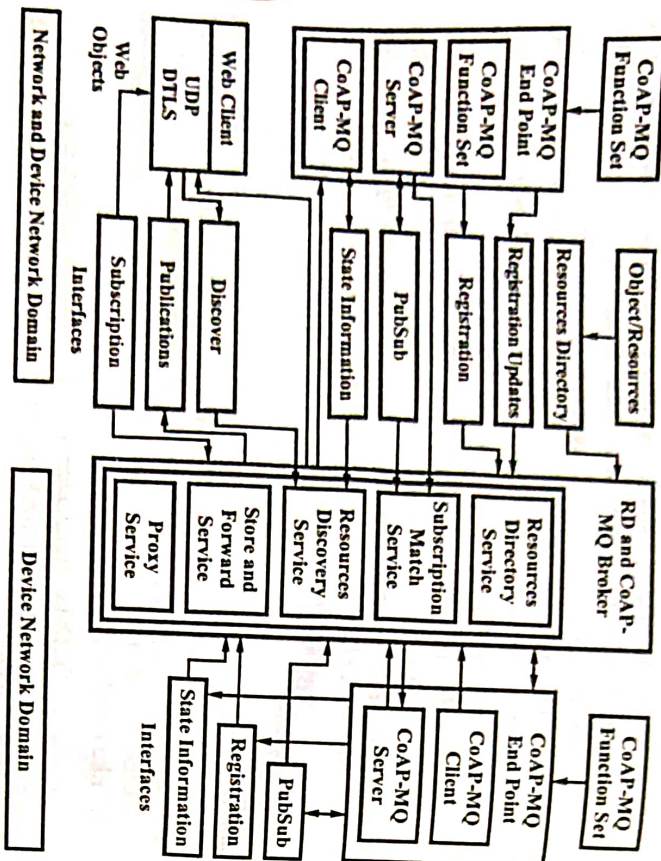 CoAP-MQ
Function Set
CoAP-MQ
End Point
CoAP-MQ
Function Set
CoAP-MQ
Server
CoAP-MQ
Client
Web Client
UDP
DTLS
Web
Objects
Object/Resources
Resources Directory
Registration Updates
Registration
PubSub
State Information
Discover
Publications
Subscription
Interfaces
RD and CoAP-
MQ Broker
Resources
Directory
Service
Subscription
Match
Service
Resources
Discovery
Service
Store and
Forward
Service
Proxy
Service
CoAP-MQ
Function Set
CoAP-MQ
End Point
CoAP-MQ
Client
CoAP-MQ
Server
PubSub
Registration
State Information
Interfaces
Network and Device Network Domain
Device Network Domain